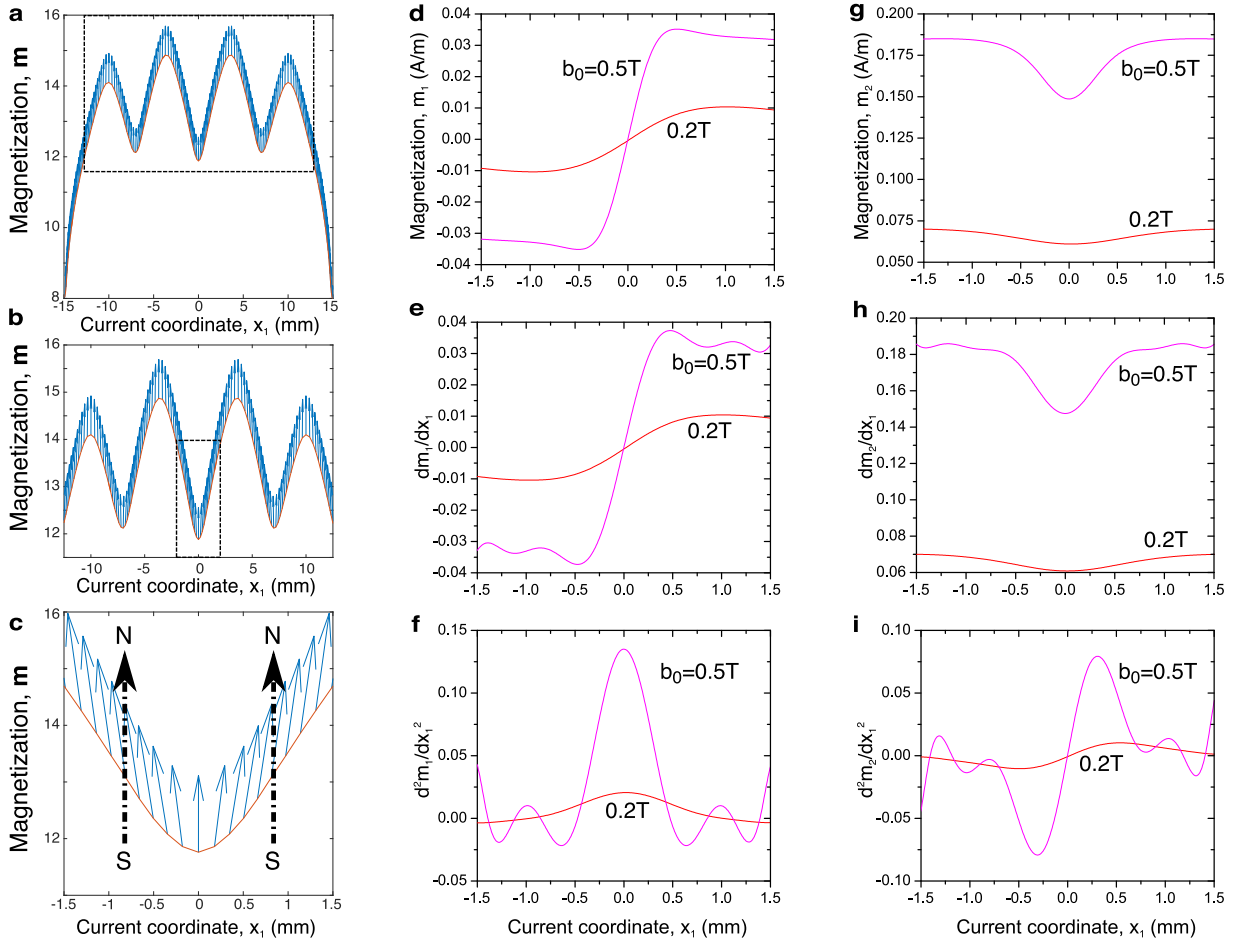 a
Magnetization, m
16
14
12
10
8
-15 -10 -5 0 5 10 15
Current coordinate, x₁ (mm)
b
Magnetization, m
16
15
14
13
12
-10 -5 0 5 10
Current coordinate, x₁ (mm)
c
Magnetization, m
16
14
13
12
N N
S S
-1.5 -1.0 -0.5 0 0.5 1.0 1.5
Current coordinate, x₁ (mm)
d
Magnetization, m₁ (A/m)
0.04
0.03
0.02
0.01
0.00
-0.01
-0.02
-0.03
-0.04
b₀=0.5T
0.2T
-1.5 -1.0 -0.5 0.0 0.5 1.0 1.5
e
dm₁/dx₁
0.04
0.03
0.02
0.01
0.00
-0.01
-0.02
-0.03
-0.04
b₀=0.5T
0.2T
-1.5 -1.0 -0.5 0.0 0.5 1.0 1.5
f
d²m₁/dx₁²
0.15
0.10
0.05
0.00
-0.05
b₀=0.5T
0.2T
-1.5 -1.0 -0.5 0.0 0.5 1.0 1.5
Current coordinate, x₁ (mm)
g
Magnetization, m₂ (A/m)
0.200
0.175
0.150
0.125
0.100
0.075
0.050
b₀=0.5T
0.2T
-1.5 -1.0 -0.5 0.0 0.5 1.0 1.5
h
dm₂/dx₁
0.20
0.18
0.16
0.14
0.12
0.10
0.08
0.06
b₀=0.5T
0.2T
-1.5 -1.0 -0.5 0.0 0.5 1.0 1.5
i
d²m₂/dx₁²
0.10
0.05
0.00
-0.05
-0.10
b₀=0.5T
0.2T
-1.5 -1.0 -0.5 0.0 0.5 1.0 1.5
Current coordinate, x₁ (mm)